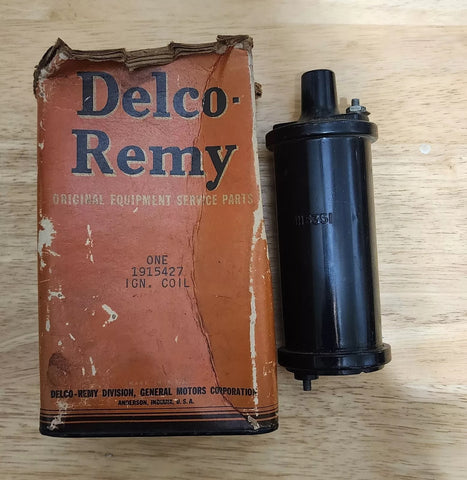 Delco-
Remy
ORIGINAL EQUIPMENT SERVICE PARTS
ONE
1915427
IGN. COIL
DELCO-REMY DIVISION, GENERAL MOTORS CORPORATION
ANDERSON, INDIANA, U.S.A.